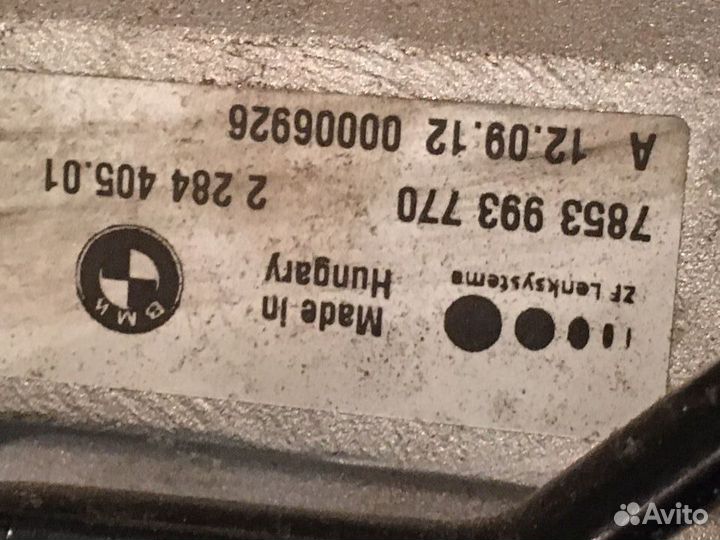 ZF Lenksysteme
Made in
Hungary
BMW
7853 993 770
2 284 405.01
A 12.09.12 00006926
Avito